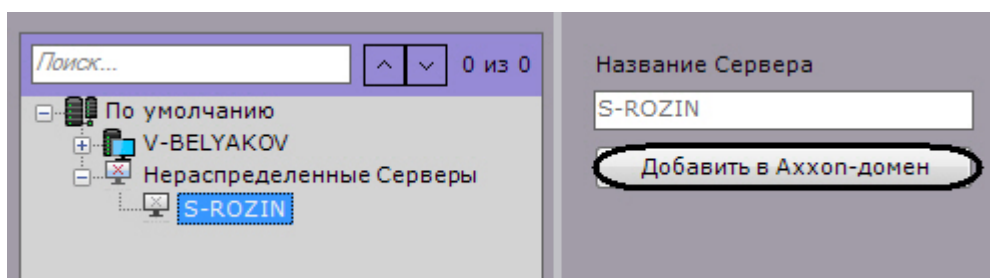 Поиск...
0 из 0
По умолчанию
V-BELYAKOV
Нераспределенные Серверы
S-ROZIN
Название Сервера
S-ROZIN
Добавить в Axxon-домен